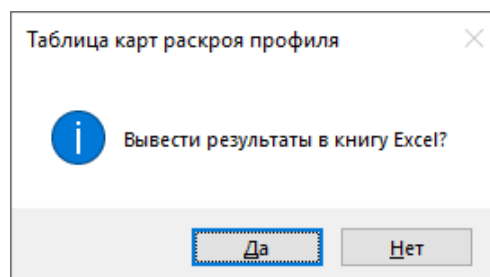 Таблица карт раскроя профиля
Вывести результаты в книгу Excel?
Да
Нет